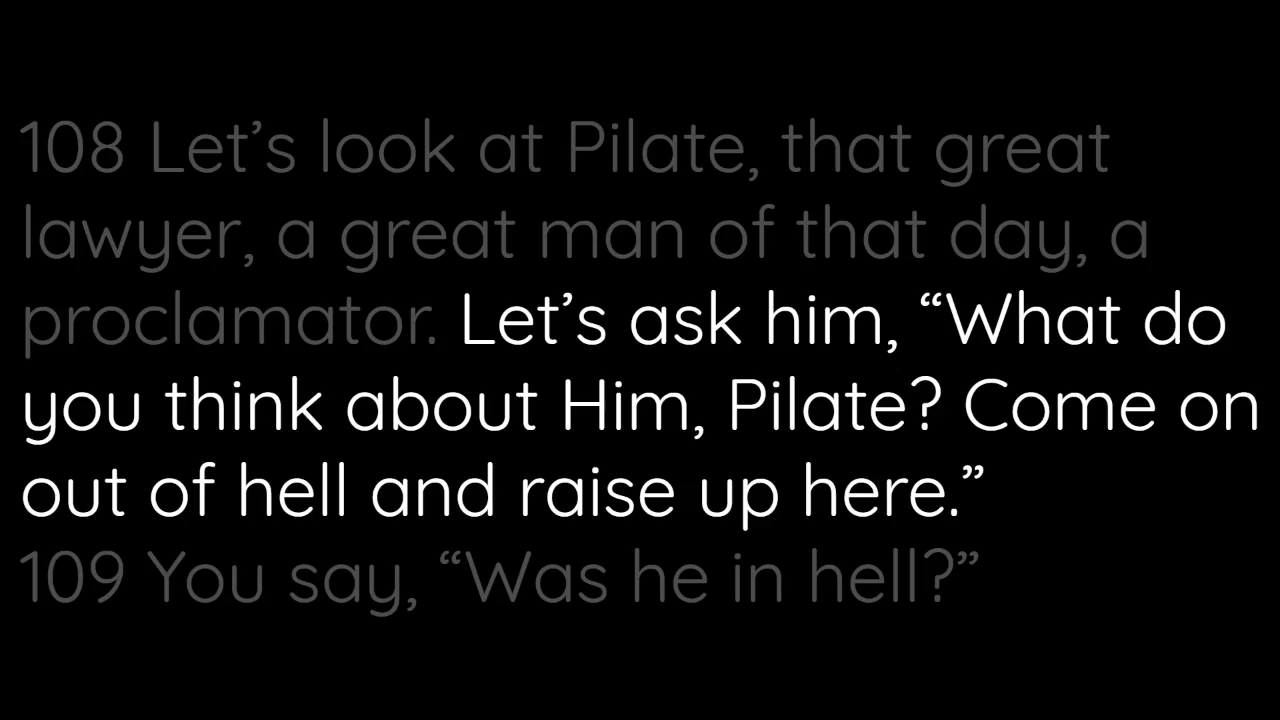 108 Let’s look at Pilate, that great
lawyer, a great man of that day, a
proclamator. Let’s ask him, “What do
you think about Him, Pilate? Come on
out of hell and raise up here.”
109 You say, “Was he in hell?”